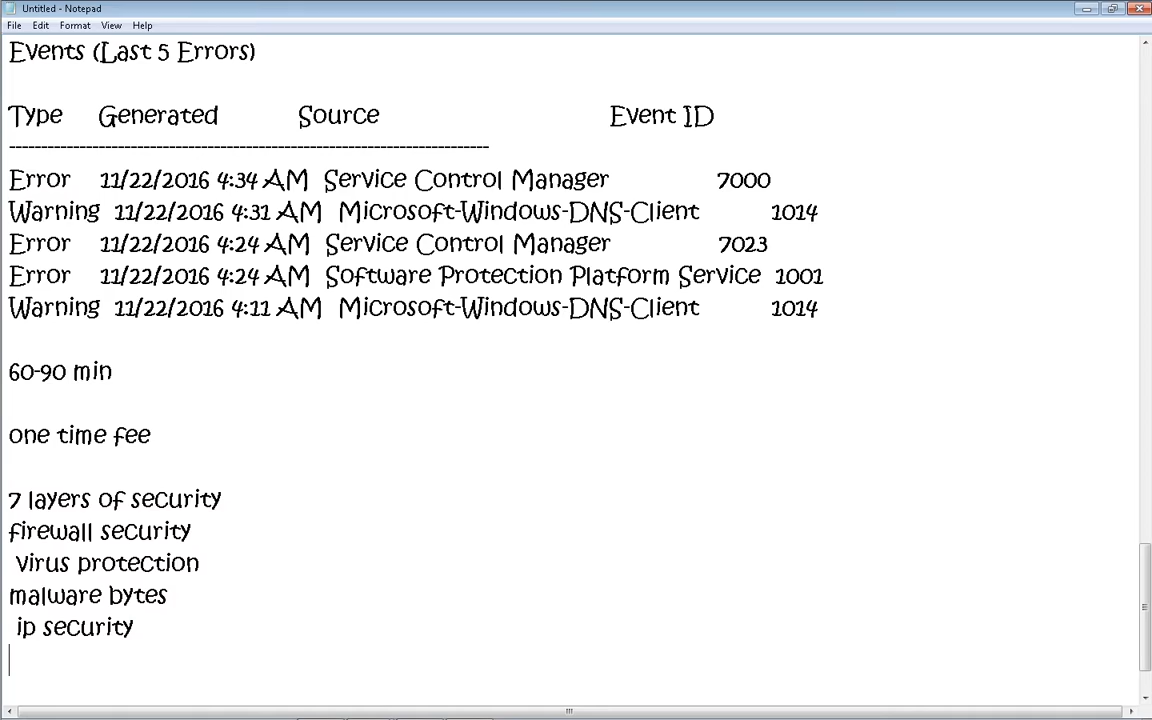 Untitled - Notepad
File Edit Format View Help
Events (Last 5 Errors)
Type Generated Source Event ID
---------------------------------------------------------------------------
Error 11/22/2016 4:34 AM Service Control Manager 7000
Warning 11/22/2016 4:31 AM Microsoft-Windows-DNS-Client 1014
Error 11/22/2016 4:24 AM Service Control Manager 7023
Error 11/22/2016 4:24 AM Software Protection Platform Service 1001
Warning 11/22/2016 4:11 AM Microsoft-Windows-DNS-Client 1014
60-90 min
one time fee
7 layers of security
firewall security
virus protection
malware bytes
ip security